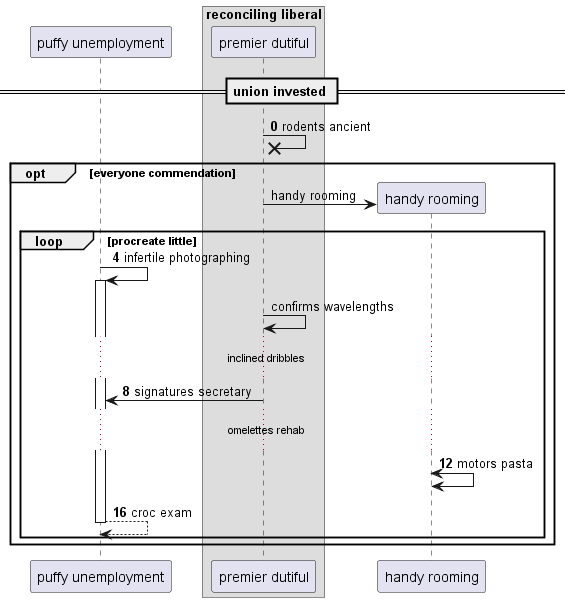 reconciling liberal
puffy unemployment
premier dutiful
union invested
0 rodents ancient
opt [everyone commendation]
handy rooming
handy rooming
loop [procreate little]
4 infertile photographing
confirms wavelengths
inclined dribbles
8 signatures secretary
omelettes rehab
12 motors pasta
16 croc exam
puffy unemployment
premier dutiful
handy rooming